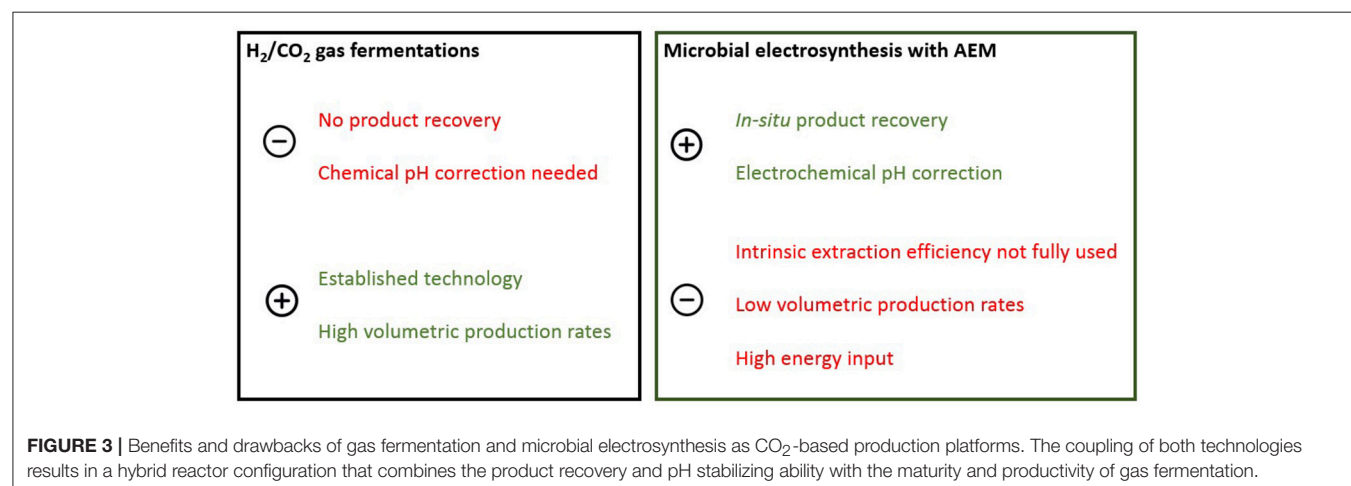 H2/CO2 gas fermentations
No product recovery
Chemical pH correction needed
Established technology
High volumetric production rates
Microbial electrosynthesis with AEM
In-situ product recovery
Electrochemical pH correction
Intrinsic extraction efficiency not fully used
Low volumetric production rates
High energy input
FIGURE 3 | Benefits and drawbacks of gas fermentation and microbial electrosynthesis as CO2-based production platforms. The coupling of both technologies
results in a hybrid reactor configuration that combines the product recovery and pH stabilizing ability with the maturity and productivity of gas fermentation.